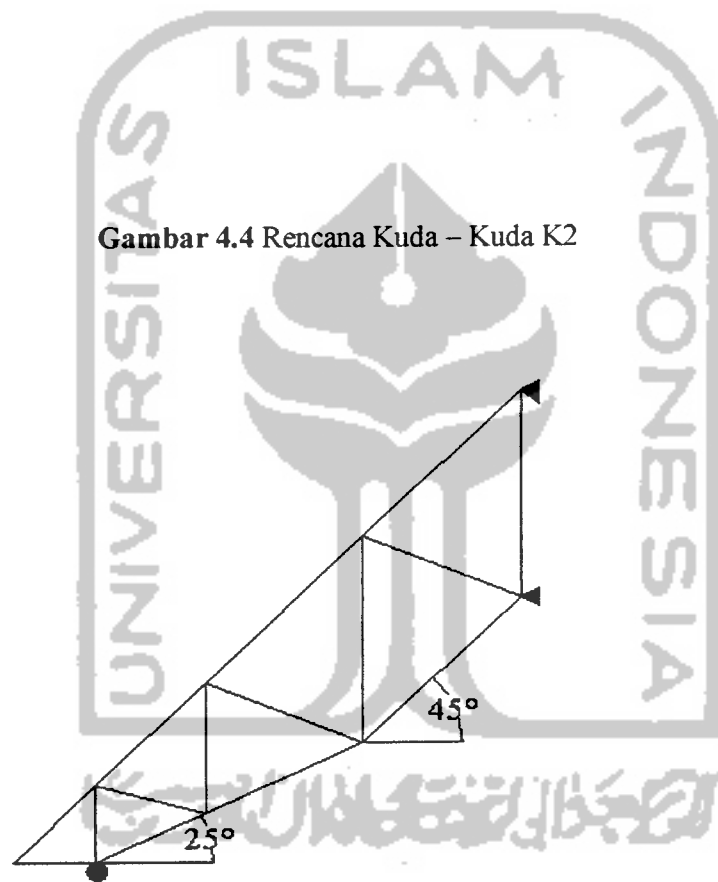 ISLAM
UNIVERSITAS
INDONESIA
Gambar 4.4 Rencana Kuda – Kuda K2
45°
25°